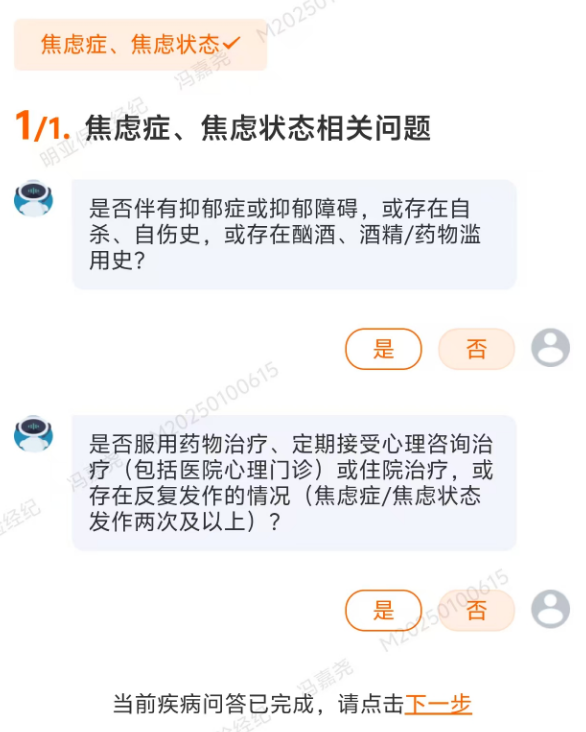 焦虑症、焦虑状态✓
1/1. 焦虑症、焦虑状态相关问题
是否伴有抑郁症或抑郁障碍，或存在自
杀、自伤史，或存在酗酒、酒精/药物滥
用史？
是
否
是否服用药物治疗、定期接受心理咨询治
疗（包括医院心理门诊）或住院治疗，或
存在反复发作的情况（焦虑症/焦虑状态
发作两次及以上）？
是
否
当前疾病问答已完成，请点击下一步
冯嘉尧 M20250100615
明亚保险经纪